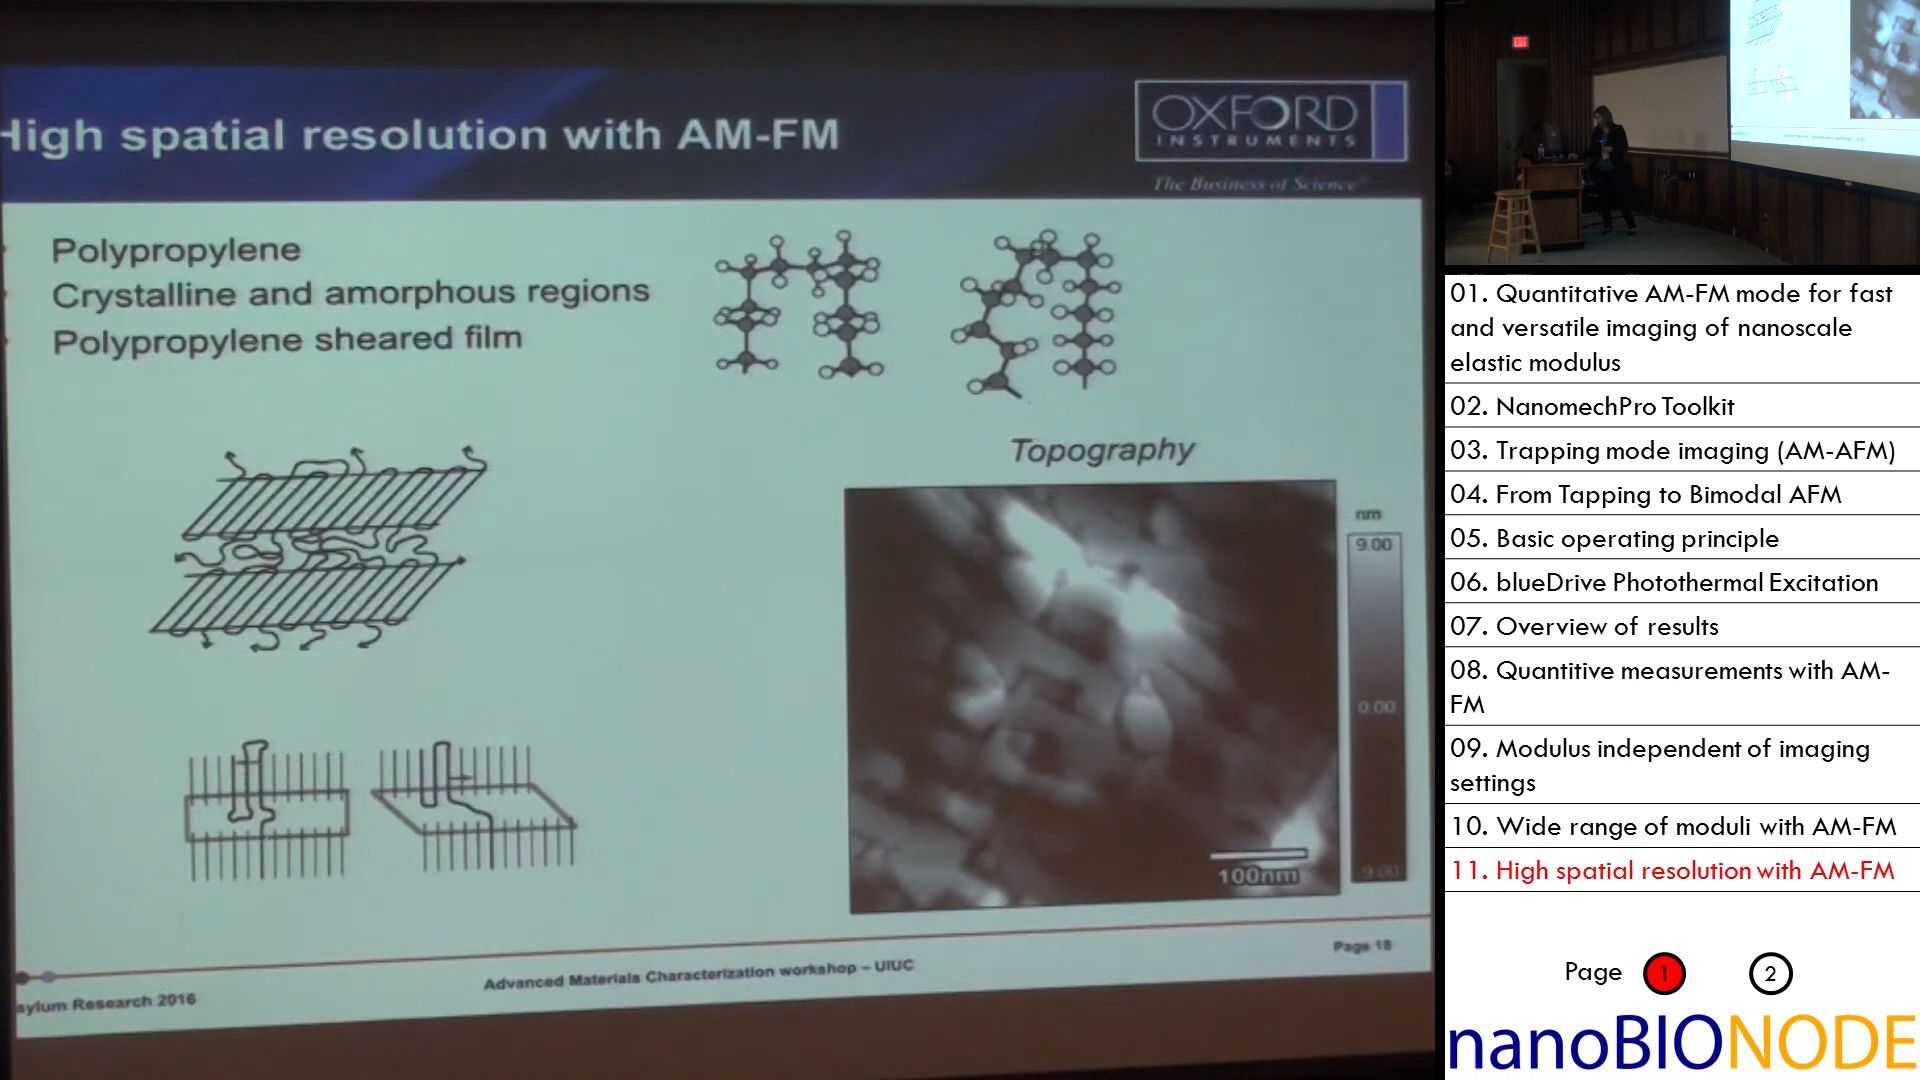 High spatial resolution with AM-FM
OXFORD
INSTRUMENTS
The Business of Science®
Polypropylene
Crystalline and amorphous regions
Polypropylene sheared film
Topography
nm
9.00
0.00
-9.00
100nm
Page 18
Advanced Materials Characterization workshop – UIUC
sylum Research 2016
EXIT
01. Quantitative AM-FM mode for fast
and versatile imaging of nanoscale
elastic modulus
02. NanomechPro Toolkit
03. Trapping mode imaging (AM-AFM)
04. From Tapping to Bimodal AFM
05. Basic operating principle
06. blueDrive Photothermal Excitation
07. Overview of results
08. Quantitive measurements with AM-
FM
09. Modulus independent of imaging
settings
10. Wide range of moduli with AM-FM
11. High spatial resolution with AM-FM
Page 1 2
nanoBIONODE